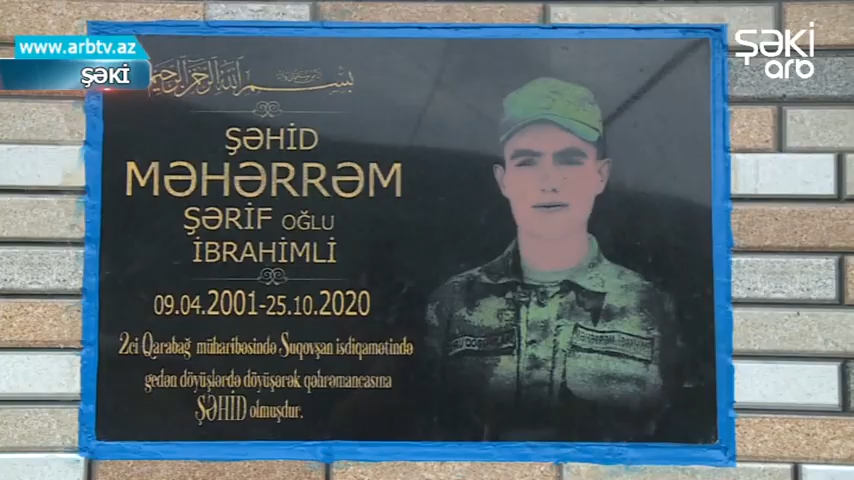 www.arbtv.az
ŞƏKİ
ŞƏKİ
arb
بسم الله الرحمن الرحيم
ŞƏHİD
MƏHƏRRƏM
ŞƏRİF OĞLU
İBRAHİMLİ
09.04.2001-25.10.2020
2ci Qarabağ müharibəsində Suqovşan isdiqamətində
gedən döyüşlərdə döyüşərək qəhrəmancasına
ŞƏHİD olmuşdur.